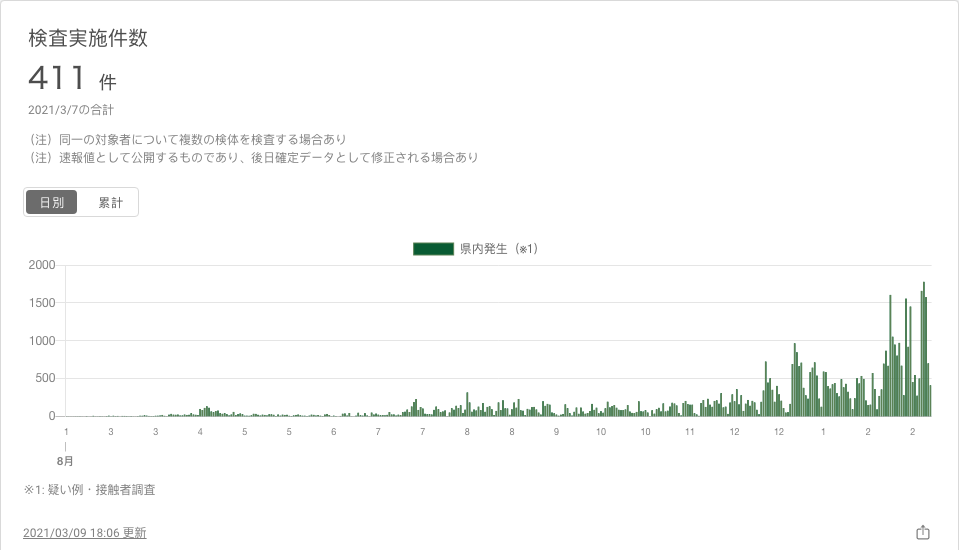 検査実施件数
411 件
2021/3/7の合計
（注）同一の対象者について複数の検体を検査する場合あり
（注）速報値として公開するものであり、後日確定データとして修正される場合あり
日別 累計
県内発生（※1）
2000
1500
1000
500
0
1 3 3 4 5 5 6 7 7 8 8 9 10 10 11 12 12 1 2 2
8月
※1: 疑い例・接触者調査
2021/03/09 18:06 更新